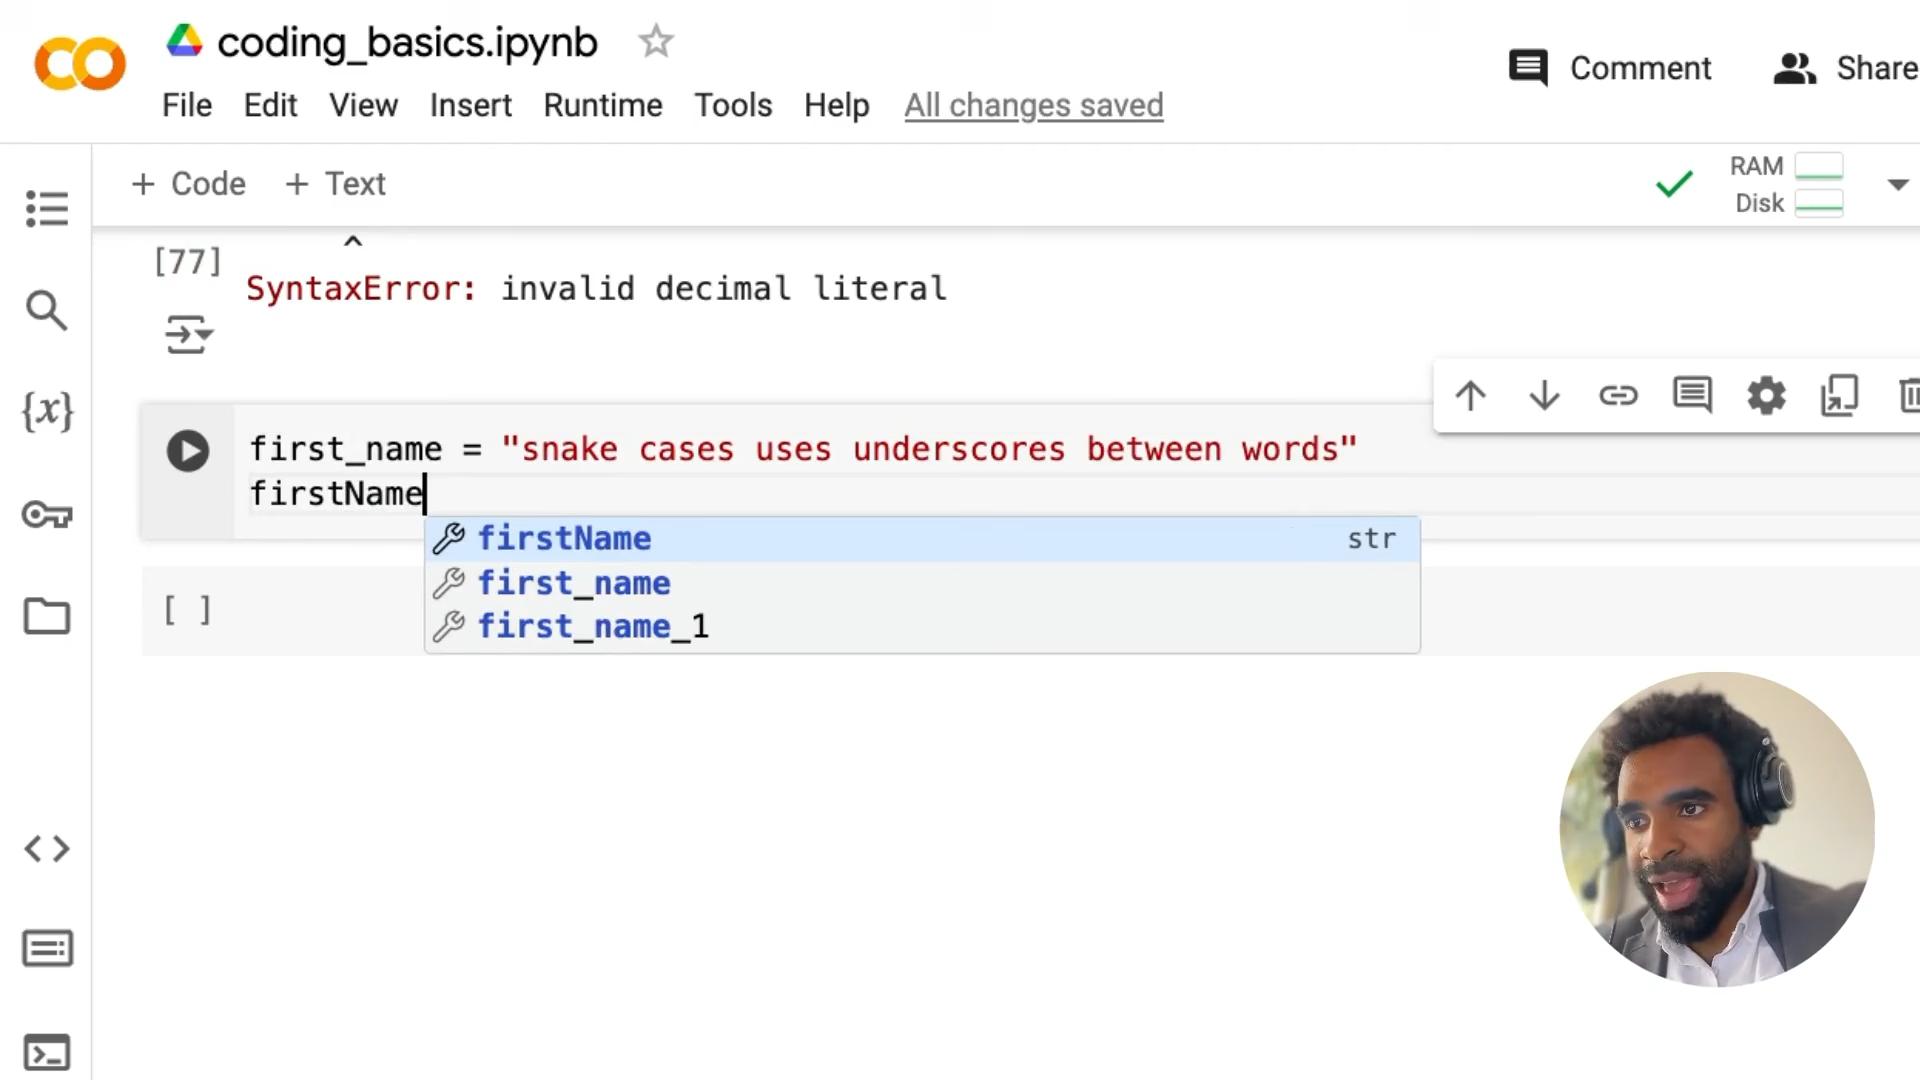 coding_basics.ipynb
Comment
Share
File Edit View Insert Runtime Tools Help All changes saved
+ Code + Text
RAM
Disk
^
[77]
SyntaxError: invalid decimal literal
{x}
first_name = "snake cases uses underscores between words"
firstName
firstName str
first_name
first_name_1
[ ]